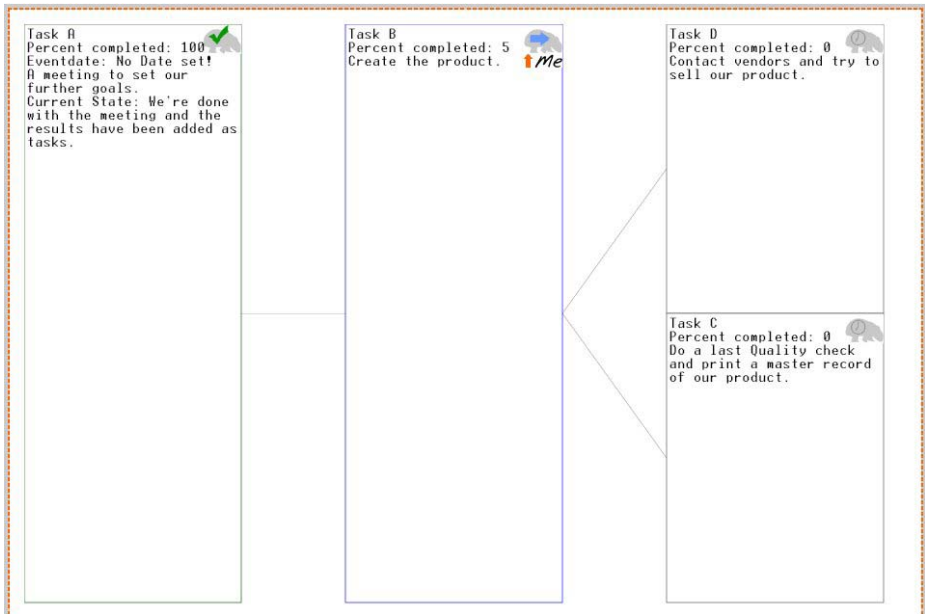 Task A
Percent completed: 100
Eventdate: No Date set!
A meeting to set our
further goals.
Current State: We're done
with the meeting and the
results have been added as
tasks.
Task B
Percent completed: 5
Create the product.
Me
Task D
Percent completed: 0
Contact vendors and try to
sell our product.
Task C
Percent completed: 0
Do a last Quality check
and print a master record
of our product.